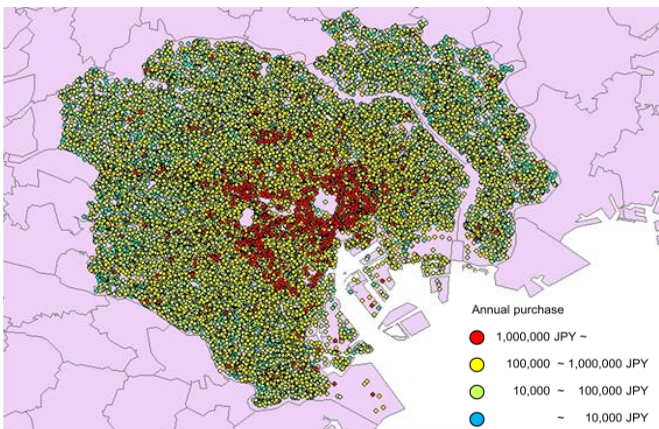 Annual purchase
1,000,000 JPY ~
100,000 ~ 1,000,000 JPY
10,000 ~ 100,000 JPY
~ 10,000 JPY